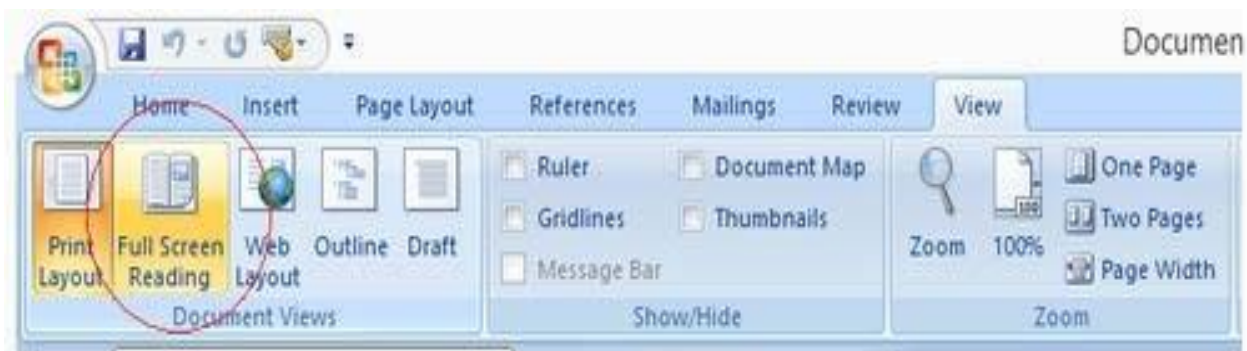 Documen
Home Insert Page Layout References Mailings Review View
Print Layout
Full Screen Reading
Web Layout
Outline
Draft
Document Views
Ruler
Gridlines
Message Bar
Document Map
Thumbnails
Show/Hide
Zoom
100%
One Page
Two Pages
Page Width
Zoom